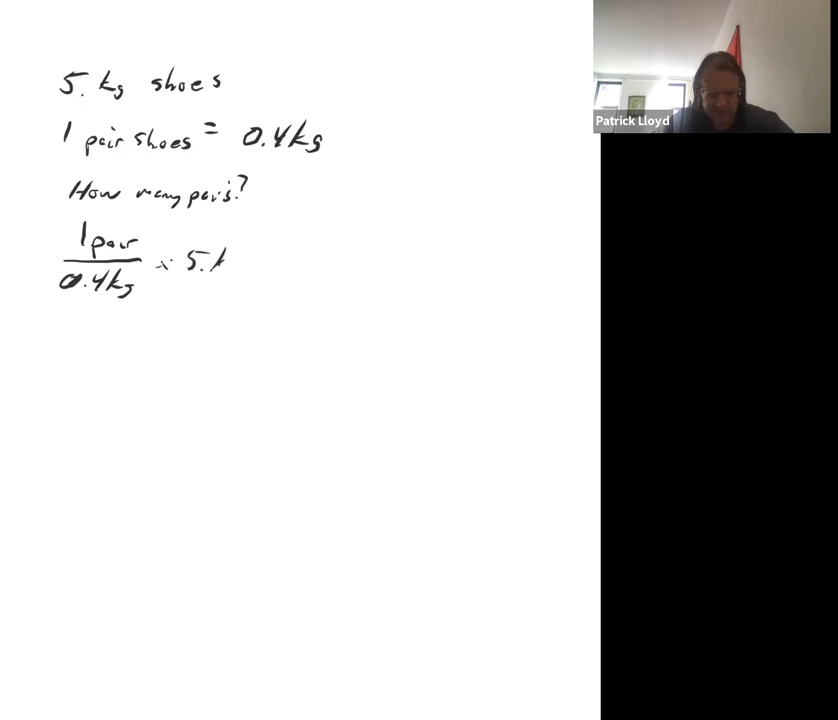 5. kg shoes
1 pair shoes = 0.4kg
How many pairs?
1 pair
0.4kg × 5. k
Patrick Lloyd